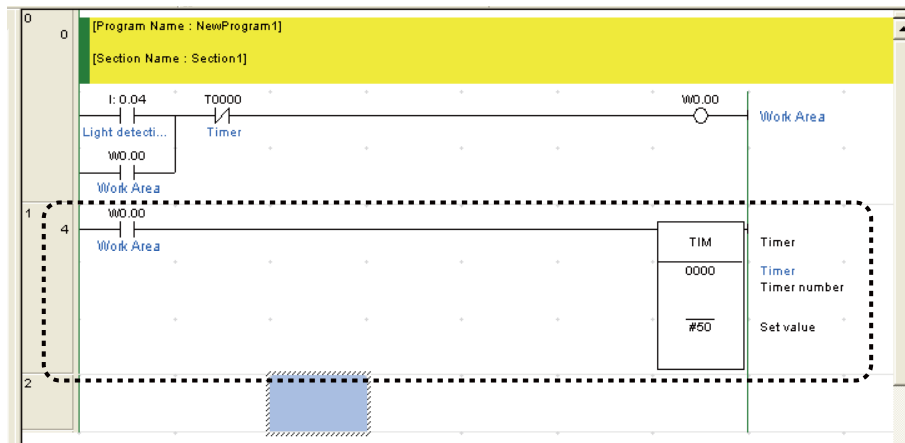 0
0
[Program Name : NewProgram1]
[Section Name : Section1]
I: 0.04
T0000
W0.00
Work Area
Light detecti...
Timer
W0.00
Work Area
1
4
W0.00
Work Area
TIM
Timer
0000
Timer
Timer number
#50
Set value
2